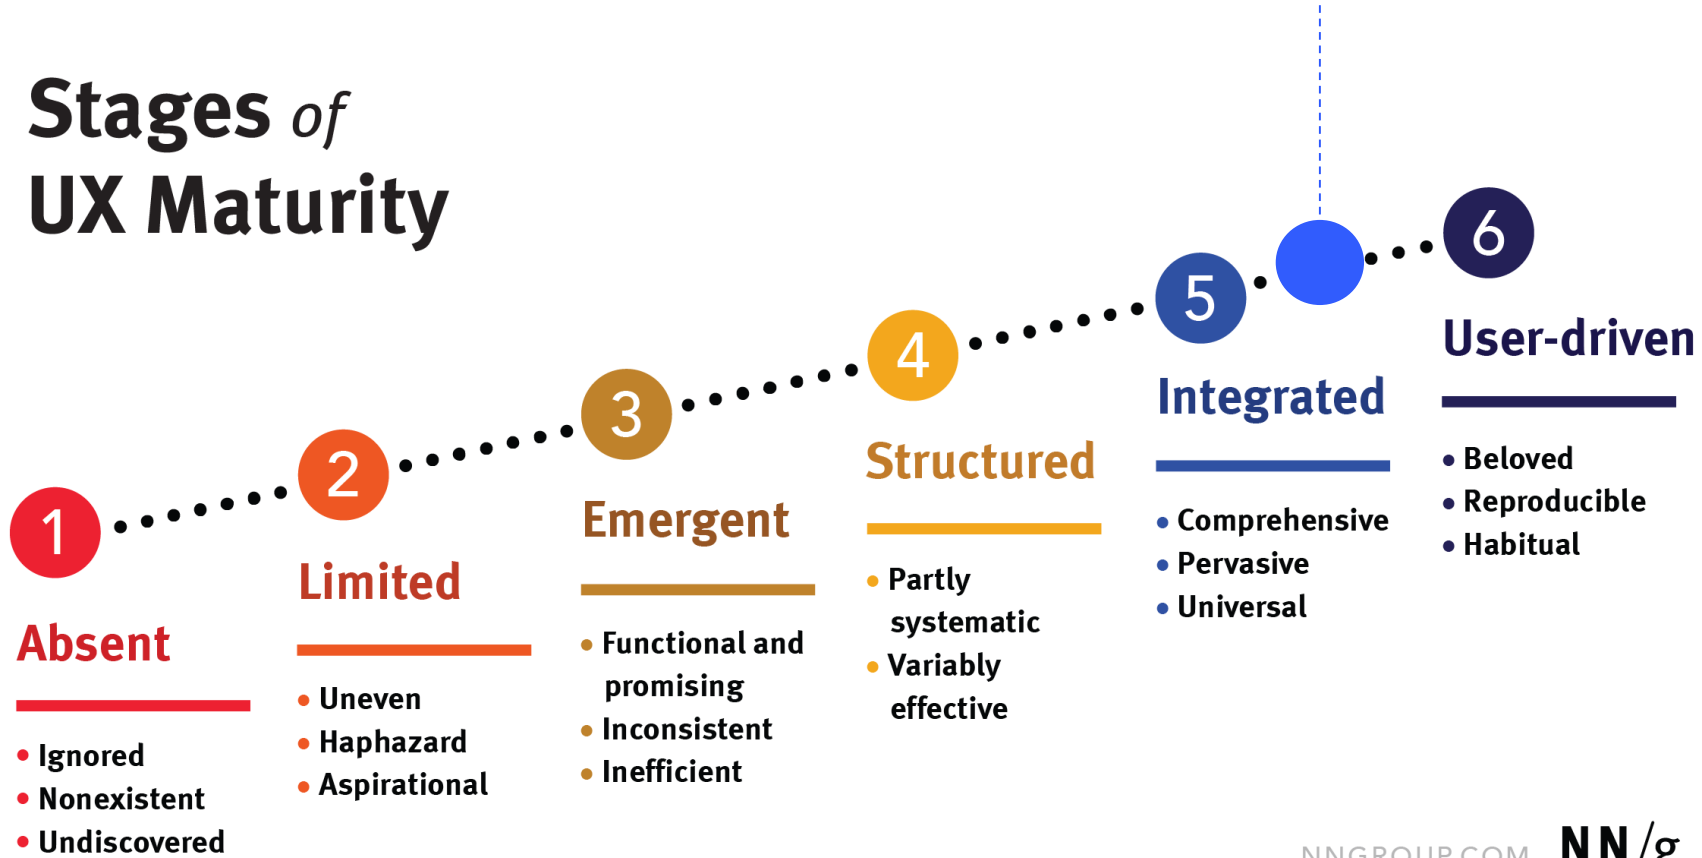 Stages of
UX Maturity
1
Absent
• Ignored
• Nonexistent
• Undiscovered
2
Limited
• Uneven
• Haphazard
• Aspirational
3
Emergent
• Functional and
promising
• Inconsistent
• Inefficient
4
Structured
• Partly
systematic
• Variably
effective
5
Integrated
• Comprehensive
• Pervasive
• Universal
6
User-driven
• Beloved
• Reproducible
• Habitual
NNGROUP.COM
NN/g